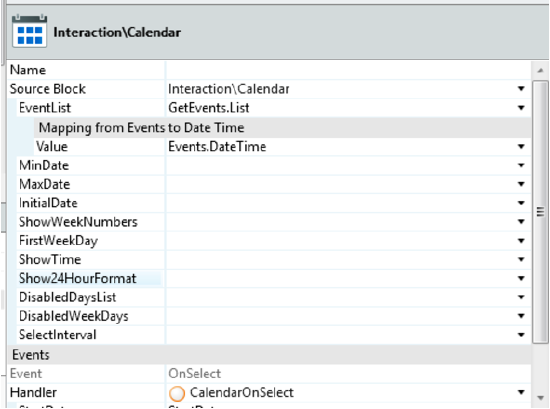 Interaction\Calendar
Name
Source Block Interaction\Calendar
EventList GetEvents.List
Mapping from Events to Date Time
Value Events.DateTime
MinDate
MaxDate
InitialDate
ShowWeekNumbers
FirstWeekDay
ShowTime
Show24HourFormat
DisabledDaysList
DisabledWeekDays
SelectInterval
Events
Event OnSelect
Handler CalendarOnSelect